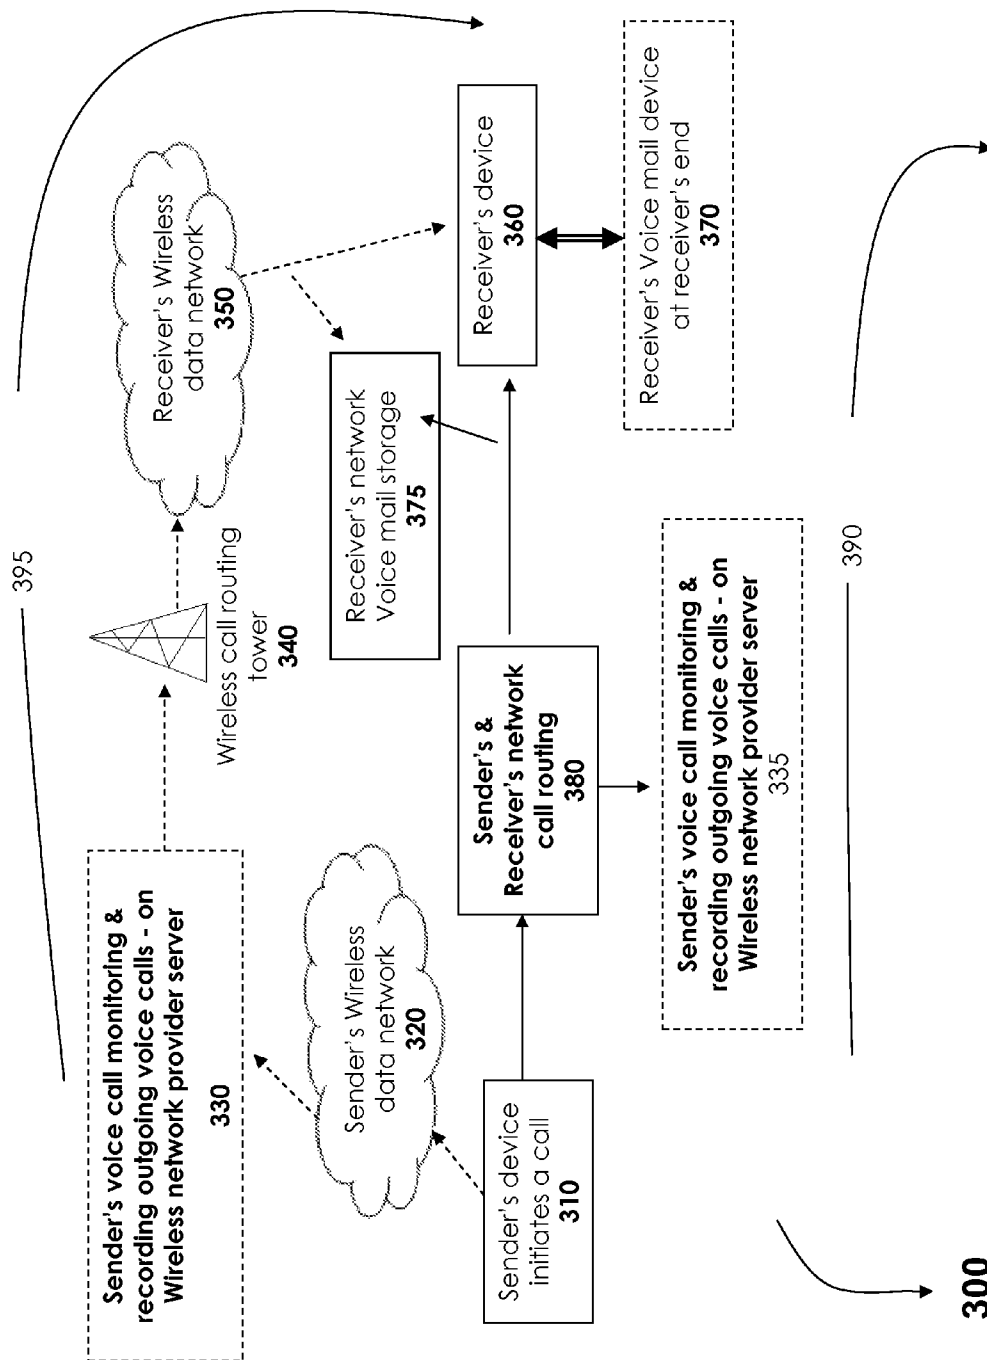 395
Sender's voice call monitoring &
recording outgoing voice calls - on
Wireless network provider server
330
Wireless call routing
tower
340
Receiver's Wireless
data network
350
Sender's Wireless
data network
320
Receiver's network
Voice mail storage
375
Sender's device
initiates a call
310
Sender's &
Receiver's network
call routing
380
Receiver's device
360
Sender's voice call monitoring &
recording outgoing voice calls - on
Wireless network provider server
335
Receiver's Voice mail device
at receiver's end
370
390
300